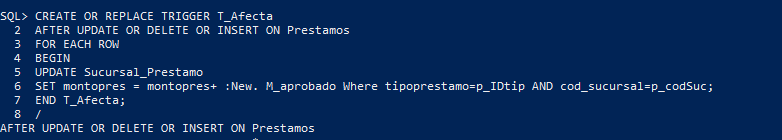 SQL> CREATE OR REPLACE TRIGGER T_Afecta
2 AFTER UPDATE OR DELETE OR INSERT ON Prestamos
3 FOR EACH ROW
4 BEGIN
5 UPDATE Sucursal_Prestamo
6 SET montopres = montopres+ :New. M_aprobado Where tipoprestamo=p_IDtip AND cod_sucursal=p_codSuc;
7 END T_Afecta;
8 /
AFTER UPDATE OR DELETE OR INSERT ON Prestamos